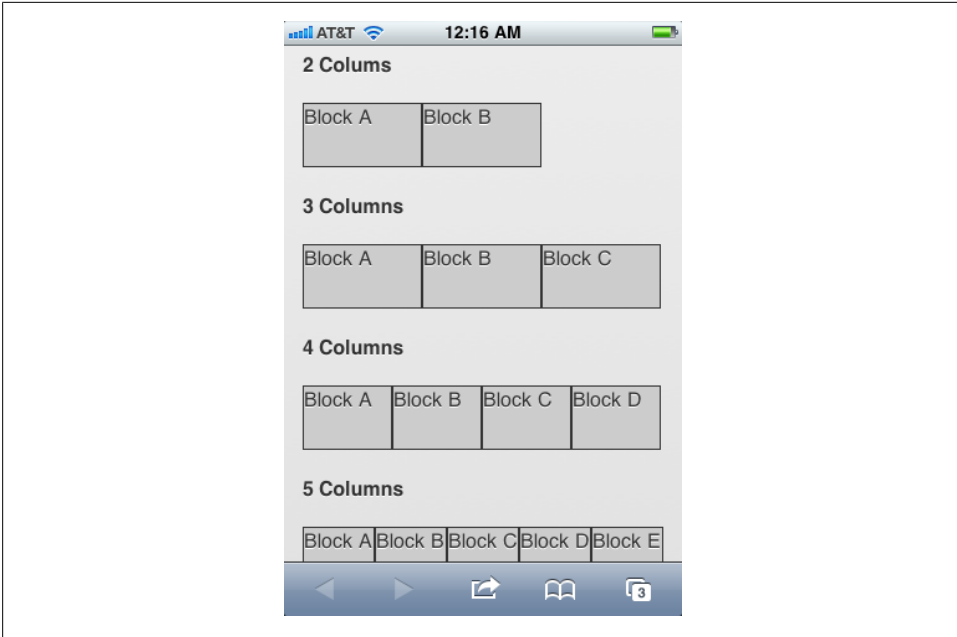 AT&T 12:16 AM
2 Colums
Block A Block B
3 Columns
Block A Block B Block C
4 Columns
Block A Block B Block C Block D
5 Columns
Block A Block B Block C Block D Block E
3